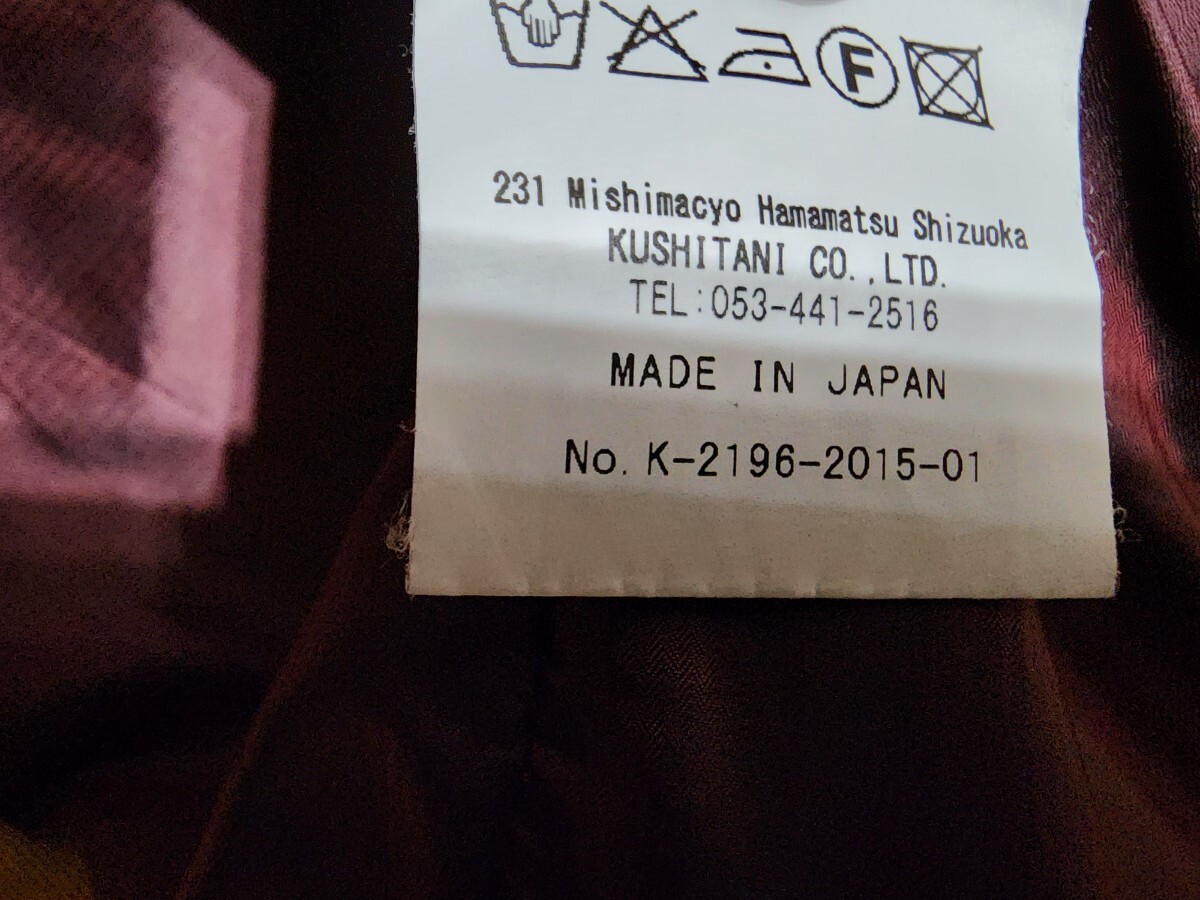 F
231 Mishimacyo Hamamatsu Shizuoka
KUSHITANI CO.,LTD.
TEL:053-441-2516
MADE IN JAPAN
No. K-2196-2015-01